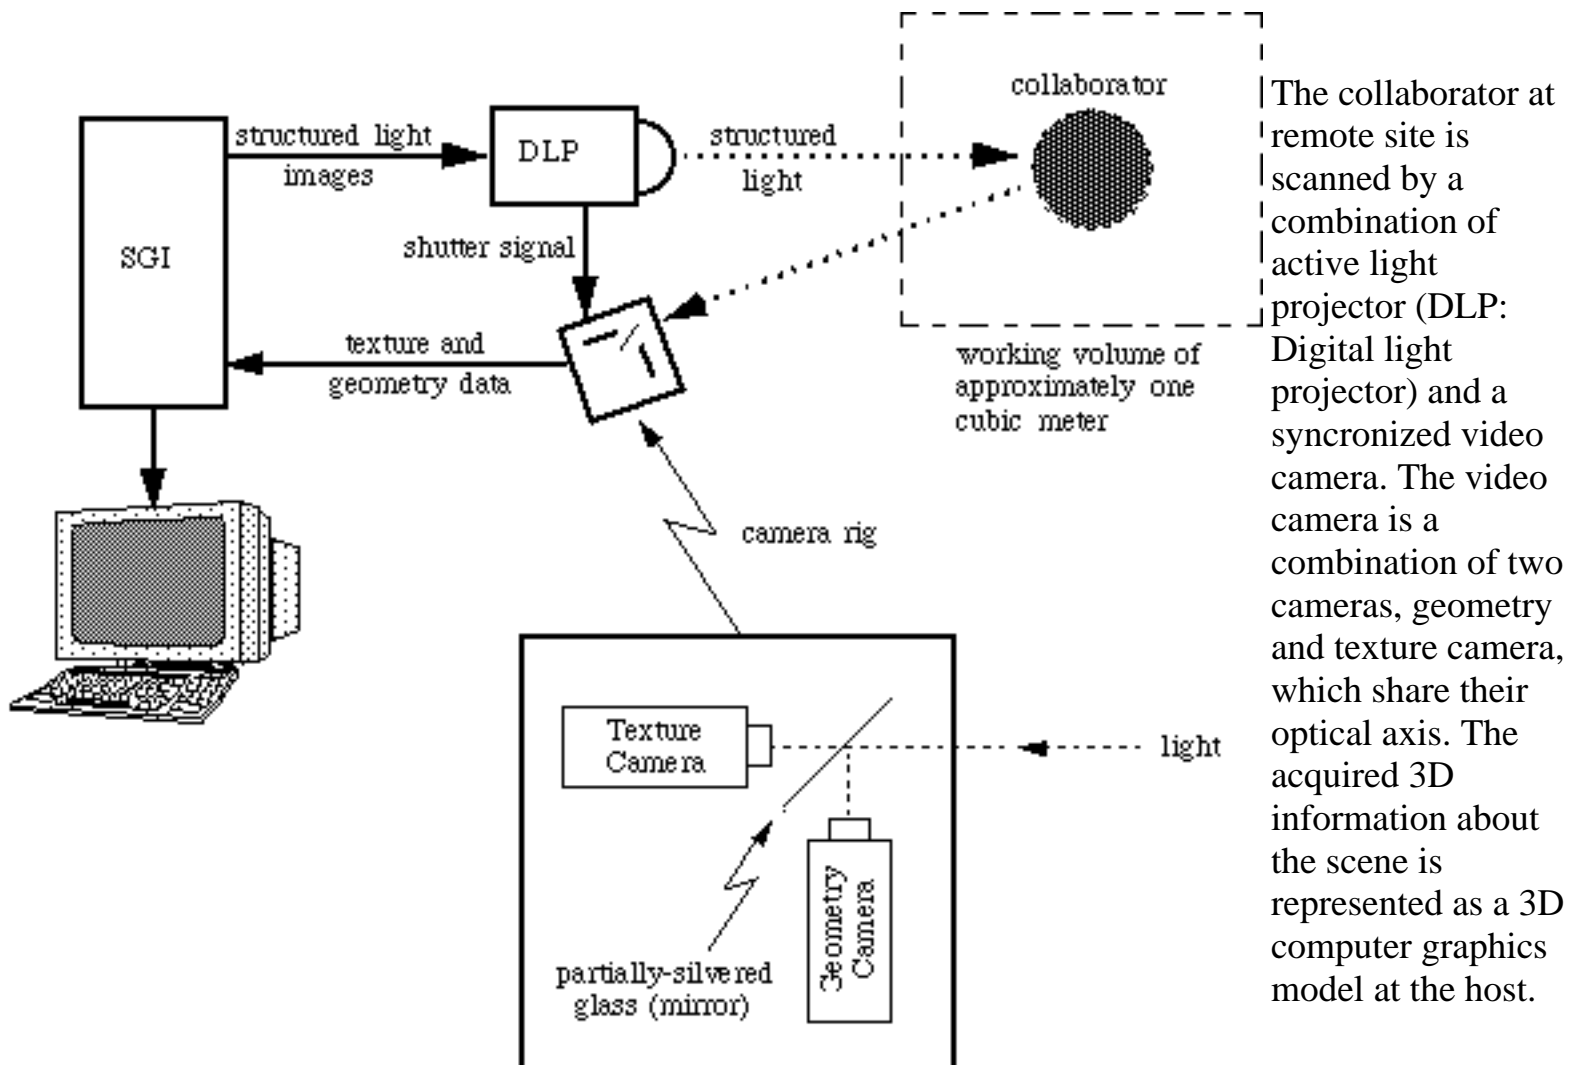 collaborator
structured light
images
DLP
structured
light
SGI
shutter signal
texture and
geometry data
working volume of
approximately one
cubic meter
camera rig
Texture
Camera
light
Geometry
Camera
partially-silvered
glass (mirror)
The collaborator at
remote site is
scanned by a
combination of
active light
projector (DLP:
Digital light
projector) and a
syncronized video
camera. The video
camera is a
combination of two
cameras, geometry
and texture camera,
which share their
optical axis. The
acquired 3D
information about
the scene is
represented as a 3D
computer graphics
model at the host.